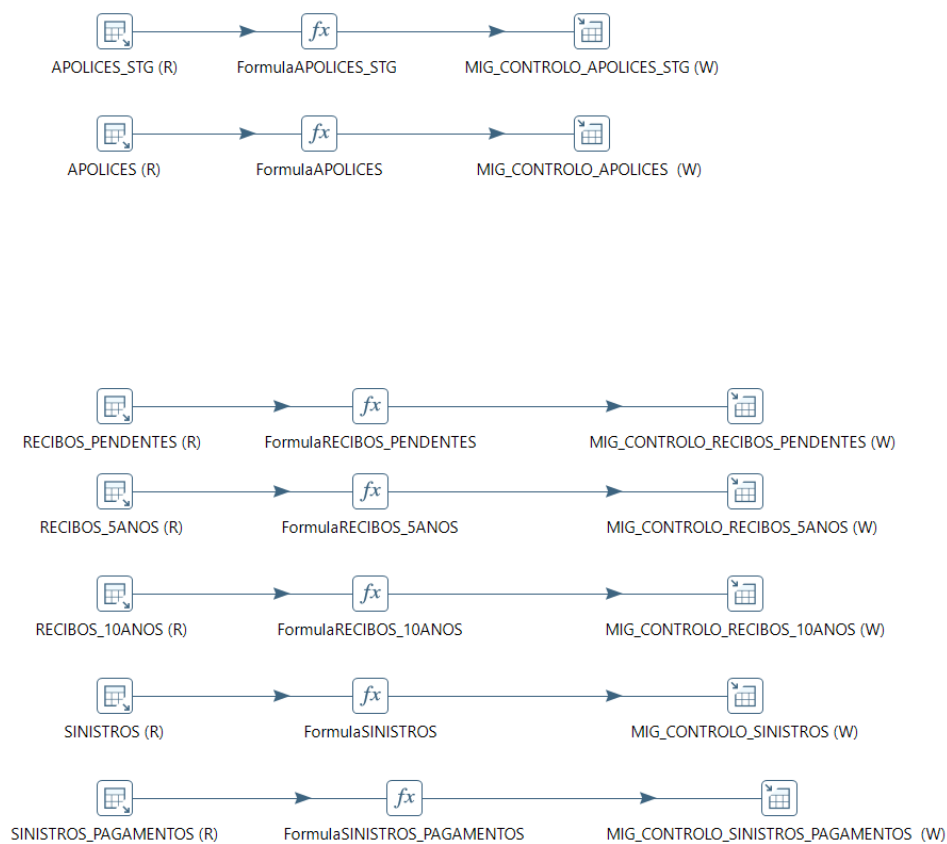 APOLICES_STG (R) FormulaAPOLICES_STG MIG_CONTROLO_APOLICES_STG (W)
APOLICES (R) FormulaAPOLICES MIG_CONTROLO_APOLICES (W)
RECIBOS_PENDENTES (R) FormulaRECIBOS_PENDENTES MIG_CONTROLO_RECIBOS_PENDENTES (W)
RECIBOS_5ANOS (R) FormulaRECIBOS_5ANOS MIG_CONTROLO_RECIBOS_5ANOS (W)
RECIBOS_10ANOS (R) FormulaRECIBOS_10ANOS MIG_CONTROLO_RECIBOS_10ANOS (W)
SINISTROS (R) FormulaSINISTROS MIG_CONTROLO_SINISTROS (W)
SINISTROS_PAGAMENTOS (R) FormulaSINISTROS_PAGAMENTOS MIG_CONTROLO_SINISTROS_PAGAMENTOS (W)